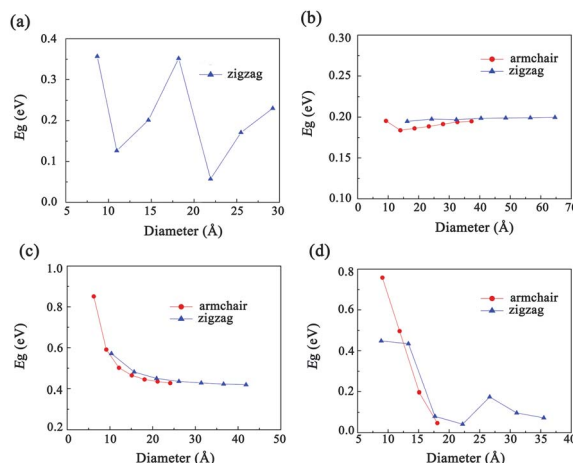 (a)
0.4
0.3
0.2
0.1
0.0
Eg (eV)
zigzag
5 10 15 20 25 30
Diameter (Å)
(b)
0.30
0.25
0.20
0.15
0.10
Eg (eV)
armchair
zigzag
0 10 20 30 40 50 60 70
Diameter (Å)
(c)
1.0
0.8
0.6
0.4
0.2
Eg (eV)
armchair
zigzag
0 10 20 30 40 50
Diameter (Å)
(d)
0.8
0.6
0.4
0.2
0.0
Eg (eV)
armchair
zigzag
5 10 15 20 25 30 35 40
Diameter (Å)